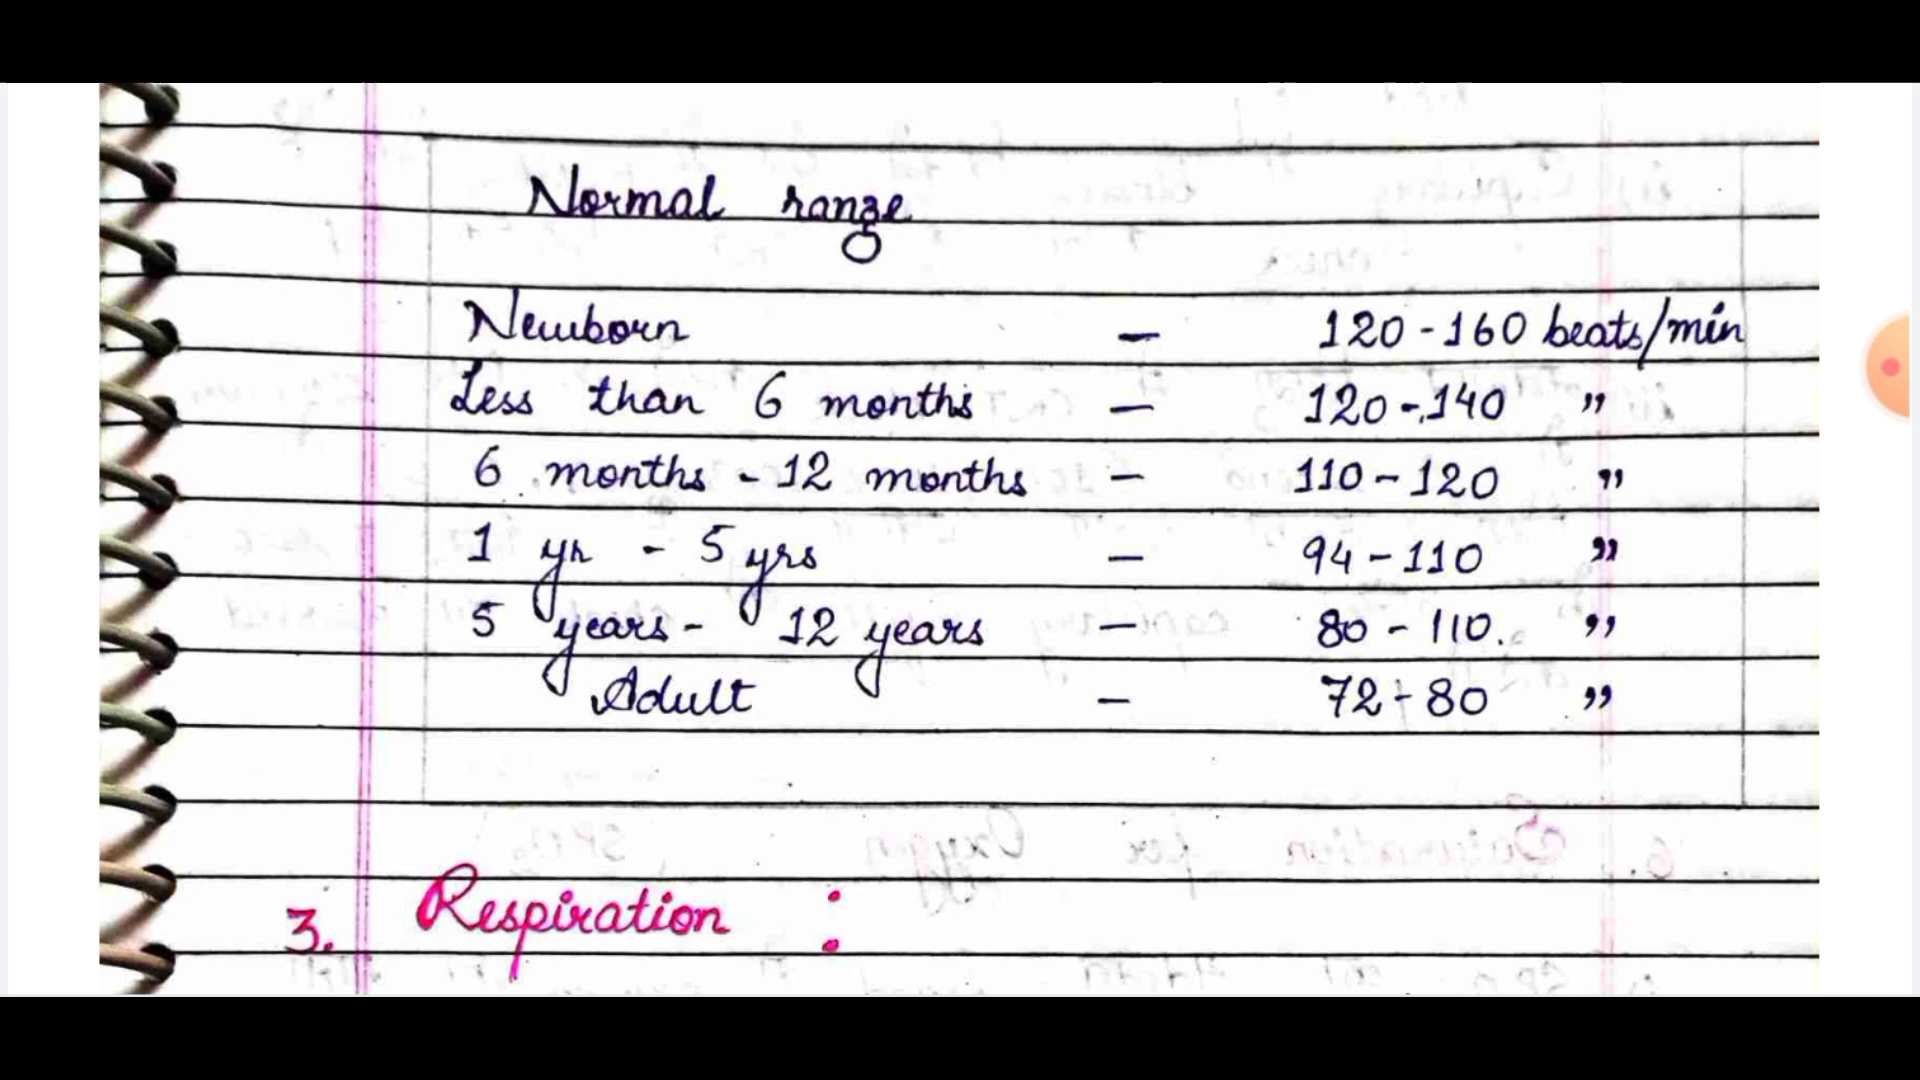 Normal range
Newborn - 120-160 beats/min
Less than 6 months - 120-140 "
6 months - 12 months - 110-120 "
1 yr - 5 yrs - 94-110 "
5 years - 12 years - 80-110. "
Adult - 72-80 "
3. Respiration :